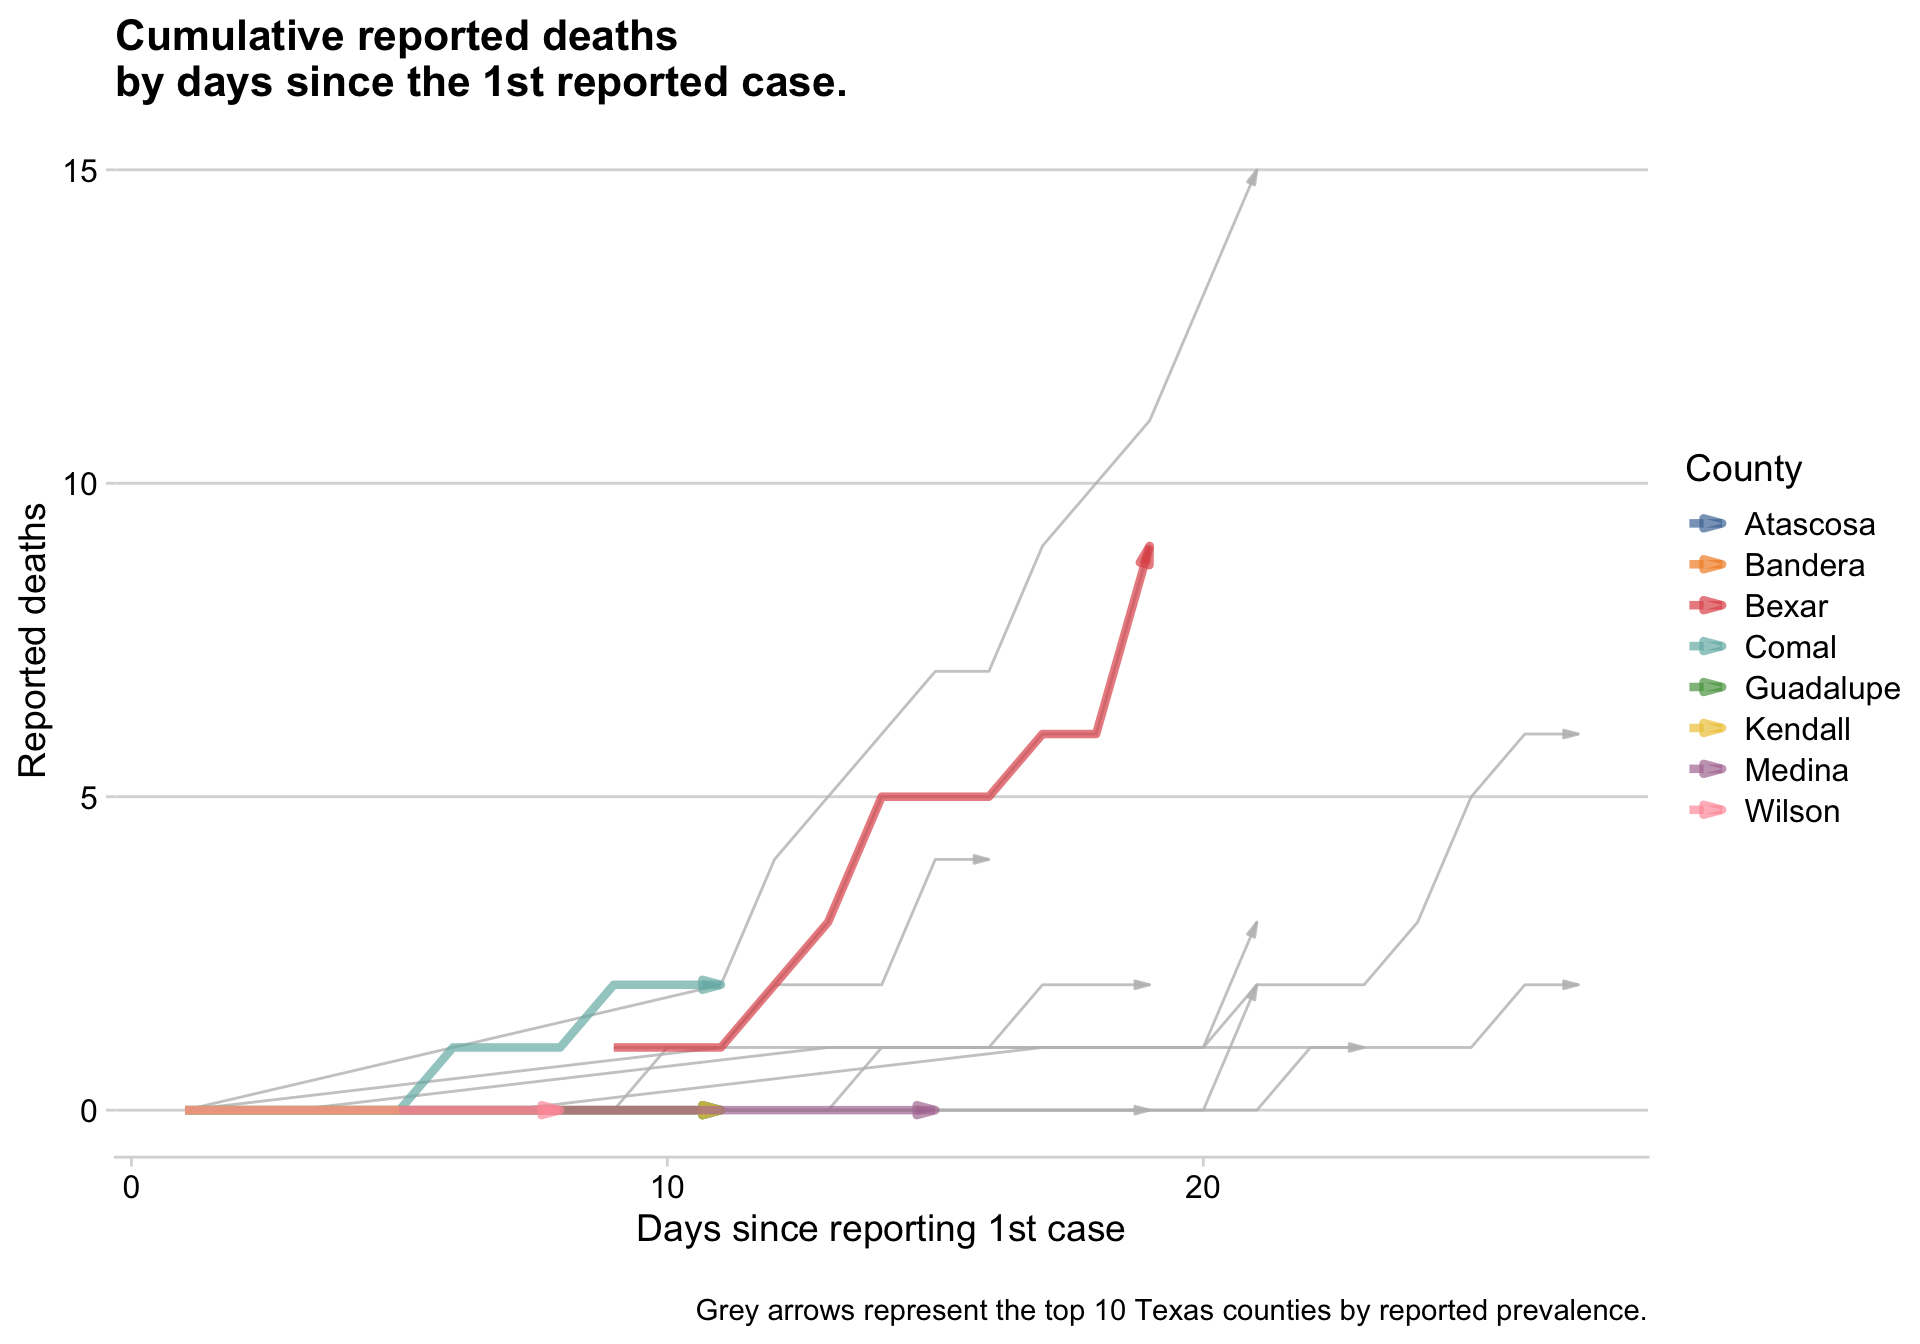 Cumulative reported deaths
by days since the 1st reported case.
15
10
5
0
Reported deaths
0 10 20
Days since reporting 1st case
County
Atascosa
Bandera
Bexar
Comal
Guadalupe
Kendall
Medina
Wilson
Grey arrows represent the top 10 Texas counties by reported prevalence.